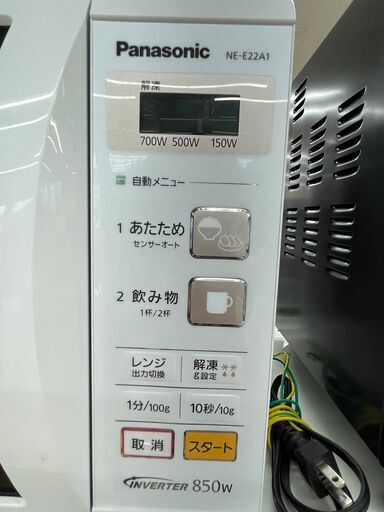 Panasonic NE-E22A1
解凍
700W 500W 150W
自動メニュー
1 あたため
センサーオート
2 飲み物
1杯/2杯
レンジ
出力切換
解凍
g設定
1分/100g
10秒/10g
取消
スタート
INVERTER 850W